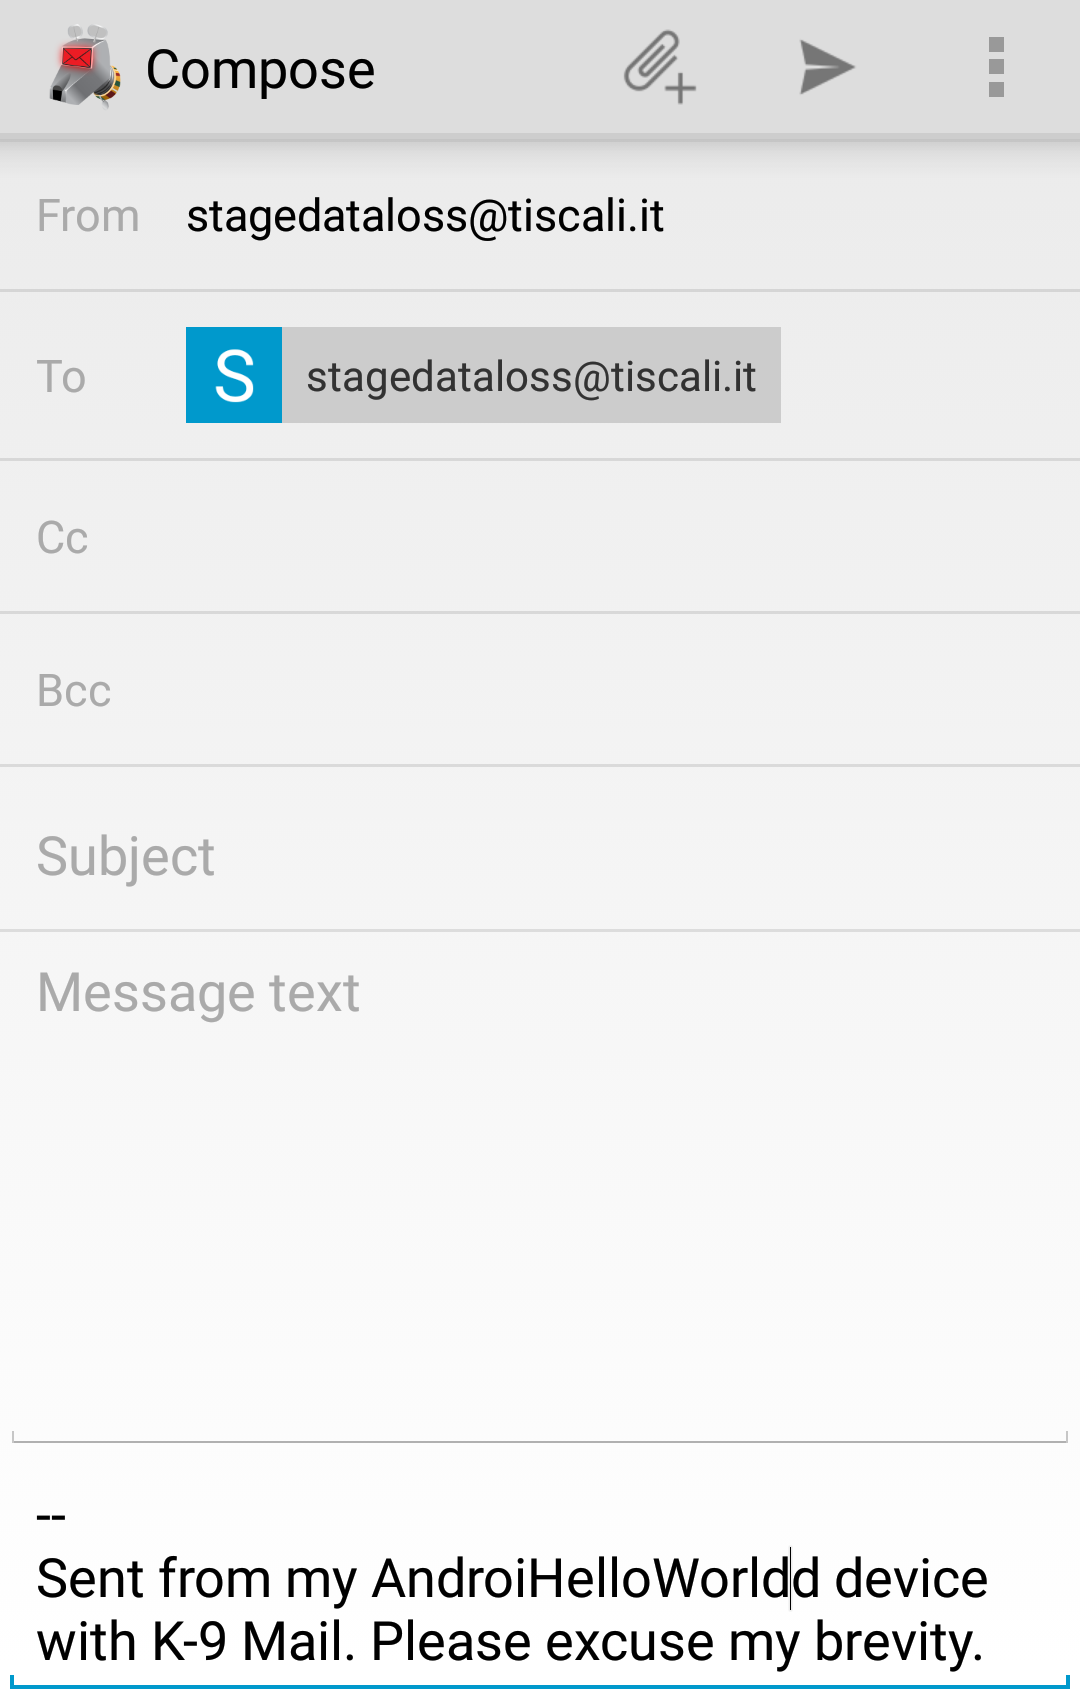 Compose
From stagedataloss@tiscali.it
To S stagedataloss@tiscali.it
Cc
Bcc
Subject
Message text
--
Sent from my AndroiHelloWorldd device
with K-9 Mail. Please excuse my brevity.